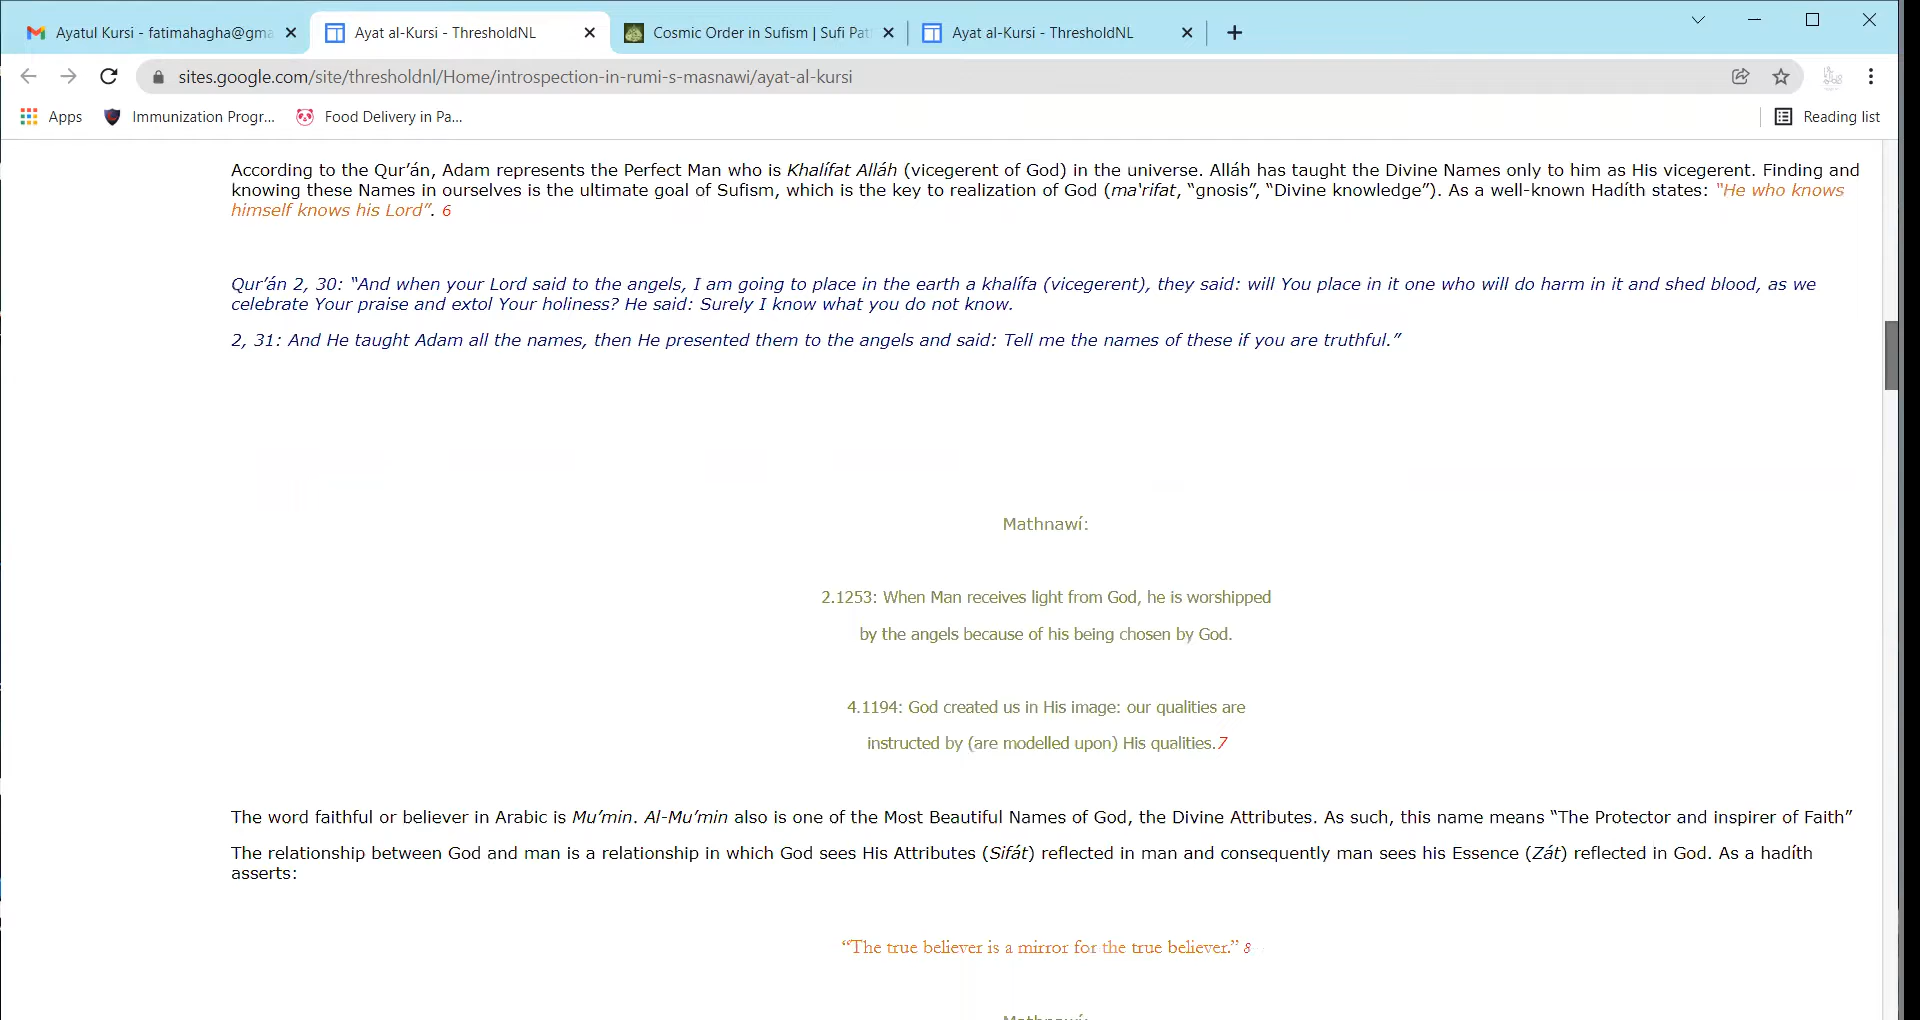 Ayatul Kursi - fatimahagha@gma
Ayat al-Kursi - ThresholdNL
Cosmic Order in Sufism | Sufi Pat
Ayat al-Kursi - ThresholdNL
sites.google.com/site/thresholdnl/Home/introspection-in-rumi-s-masnawi/ayat-al-kursi
Apps
Immunization Progr...
Food Delivery in Pa...
Reading list
According to the Qur’án, Adam represents the Perfect Man who is Khalífat Alláh (vicegerent of God) in the universe. Alláh has taught the Divine Names only to him as His vicegerent. Finding and
knowing these Names in ourselves is the ultimate goal of Sufism, which is the key to realization of God (ma‘rifat, “gnosis”, “Divine knowledge”). As a well-known Hadíth states: “He who knows
himself knows his Lord”. 6
Qur’án 2, 30: “And when your Lord said to the angels, I am going to place in the earth a khalífa (vicegerent), they said: will You place in it one who will do harm in it and shed blood, as we
celebrate Your praise and extol Your holiness? He said: Surely I know what you do not know.
2, 31: And He taught Adam all the names, then He presented them to the angels and said: Tell me the names of these if you are truthful.”
Mathnawí:
2.1253: When Man receives light from God, he is worshipped
by the angels because of his being chosen by God.
4.1194: God created us in His image: our qualities are
instructed by (are modelled upon) His qualities.7
The word faithful or believer in Arabic is Mu’min. Al-Mu’min also is one of the Most Beautiful Names of God, the Divine Attributes. As such, this name means “The Protector and inspirer of Faith”
The relationship between God and man is a relationship in which God sees His Attributes (Sifát) reflected in man and consequently man sees his Essence (Zát) reflected in God. As a hadíth
asserts:
“The true believer is a mirror for the true believer.” 8
Mathnawí: